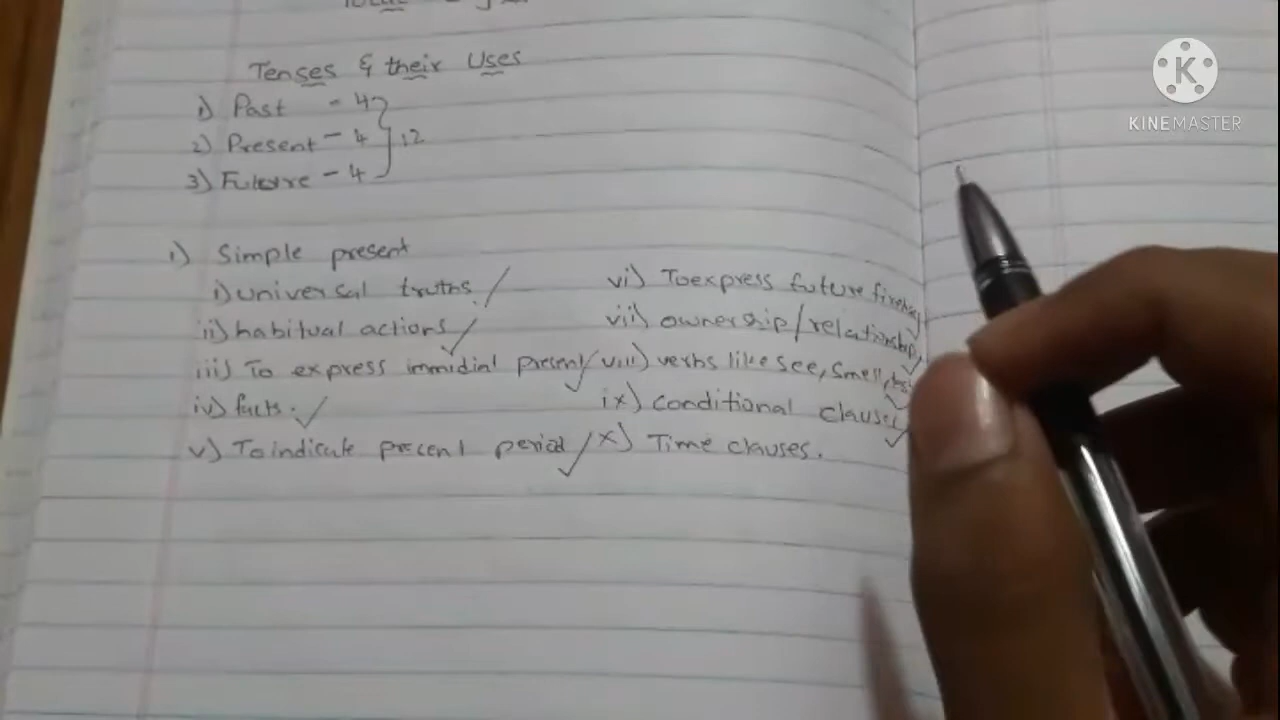 Tenses & their Uses
1) Past - 4
2) Present - 4
12
3) Future - 4
1) Simple present
i) universal truths
ii) habitual actions
iii) To express immidial present
iv) facts.
v) To indicate present period
vi) To express future
vii) ownership/relationship,
viii) verbs like see, smell,
ix) conditional clauses
x) Time clauses.
KINEMASTER